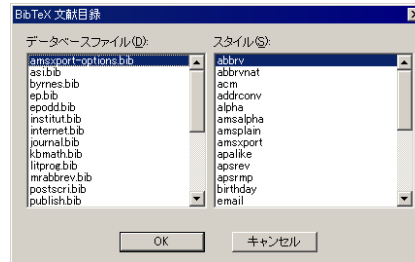 BibTeX 文献目録
データベースファイル(D):
amsxport-options.bib
asi.bib
byrnes.bib
ep.bib
epodd.bib
institut.bib
internet.bib
journal.bib
kbmath.bib
litprog.bib
mrabbrev.bib
postscri.bib
publish.bib
スタイル(S):
abbrv
abbrvnat
acm
addrconv
alpha
amsalpha
amsplain
amsxport
apalike
apsrev
apsrmp
birthday
email
OK
キャンセル